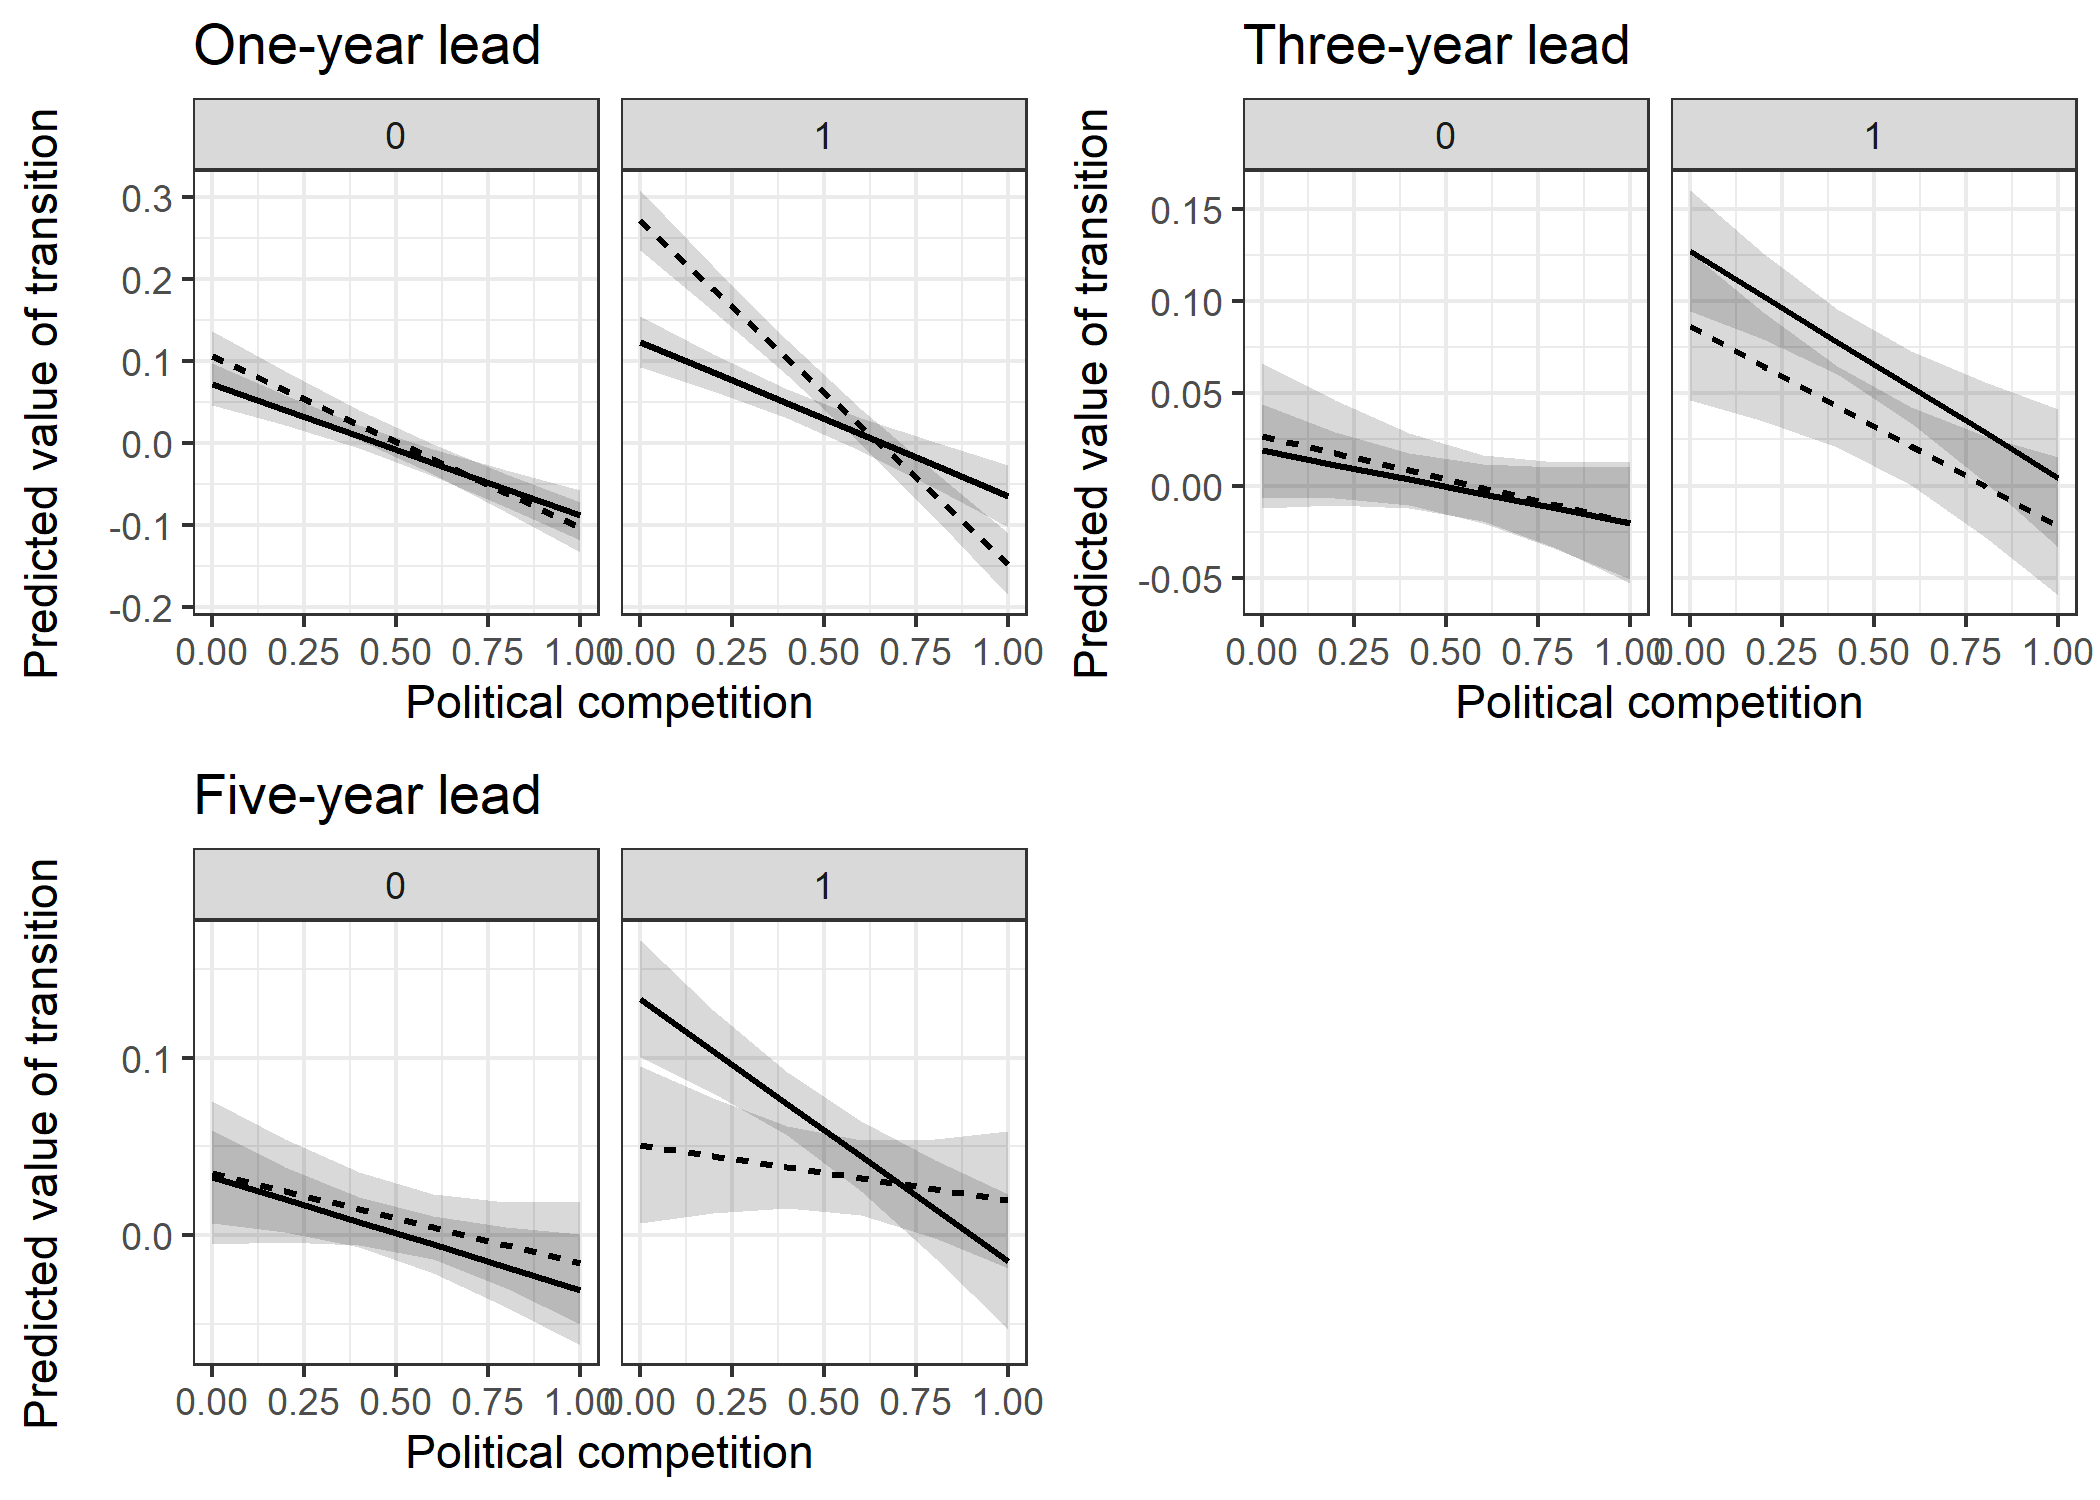 One-year lead
0 1
Predicted value of transition
0.3
0.2
0.1
0.0
-0.1
-0.2
0.00 0.25 0.50 0.75 1.00 0.00 0.25 0.50 0.75 1.00
Political competition
Three-year lead
0 1
Predicted value of transition
0.15
0.10
0.05
0.00
-0.05
0.00 0.25 0.50 0.75 1.00 0.00 0.25 0.50 0.75 1.00
Political competition
Five-year lead
0 1
Predicted value of transition
0.1
0.0
0.00 0.25 0.50 0.75 1.00 0.00 0.25 0.50 0.75 1.00
Political competition